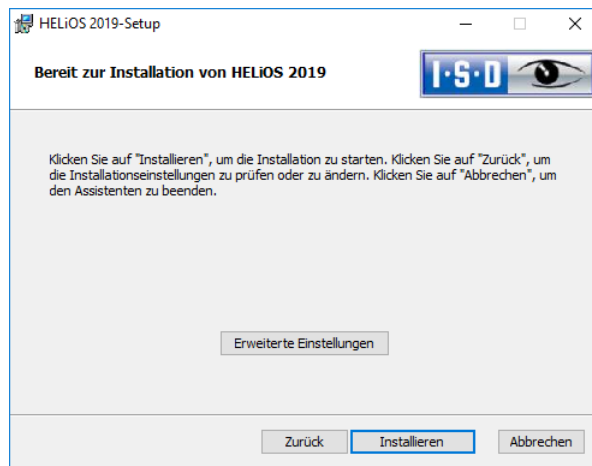 HELiOS 2019-Setup
Bereit zur Installation von HELiOS 2019
I·S·D
Klicken Sie auf "Installieren", um die Installation zu starten. Klicken Sie auf "Zurück", um
die Installationseinstellungen zu prüfen oder zu ändern. Klicken Sie auf "Abbrechen", um
den Assistenten zu beenden.
Erweiterte Einstellungen
Zurück Installieren Abbrechen